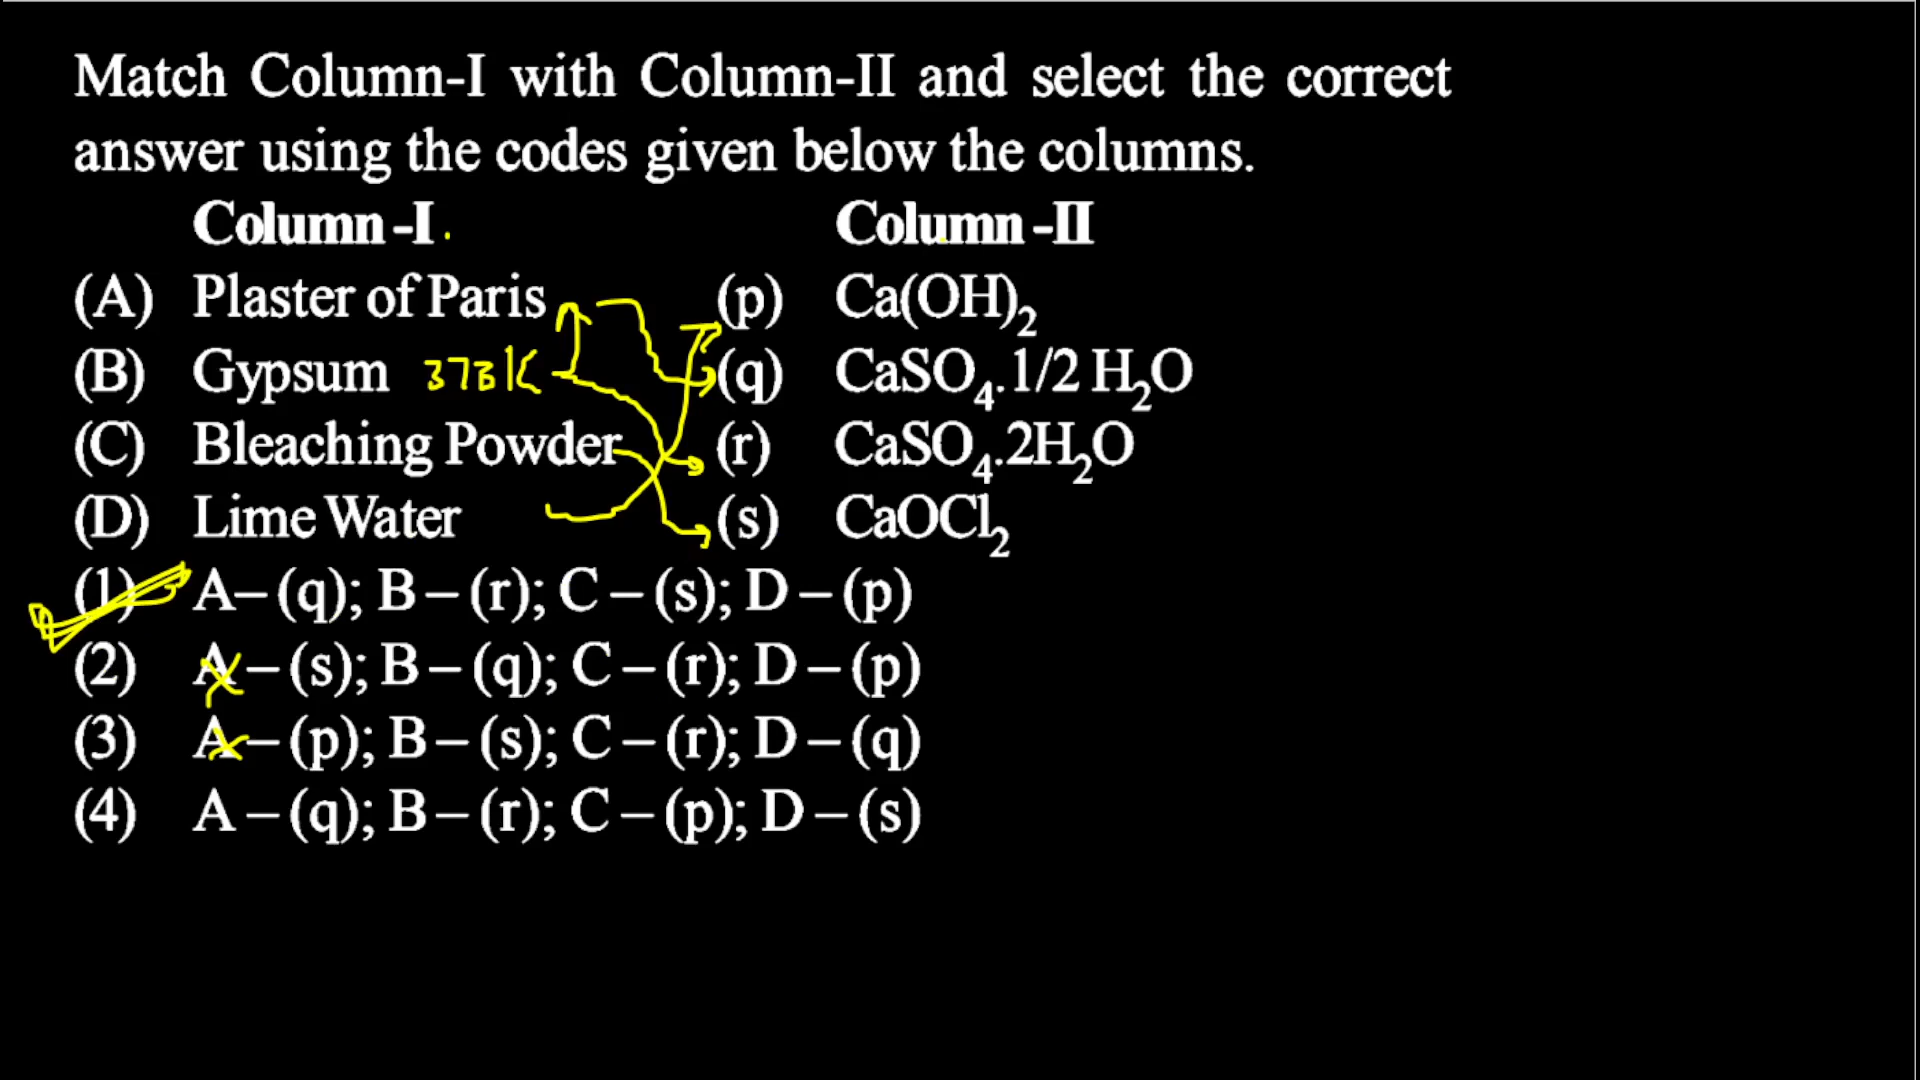 Match Column-I with Column-II and select the correct
answer using the codes given below the columns.
Column-I Column-II
(A) Plaster of Paris (p) Ca(OH)₂
(B) Gypsum 373K (q) CaSO₄.1/2 H₂O
(C) Bleaching Powder (r) CaSO₄.2H₂O
(D) Lime Water (s) CaOCl₂
(1) A–(q); B–(r); C–(s); D–(p)
(2) A–(s); B–(q); C–(r); D–(p)
(3) A–(p); B–(s); C–(r); D–(q)
(4) A–(q); B–(r); C–(p); D–(s)